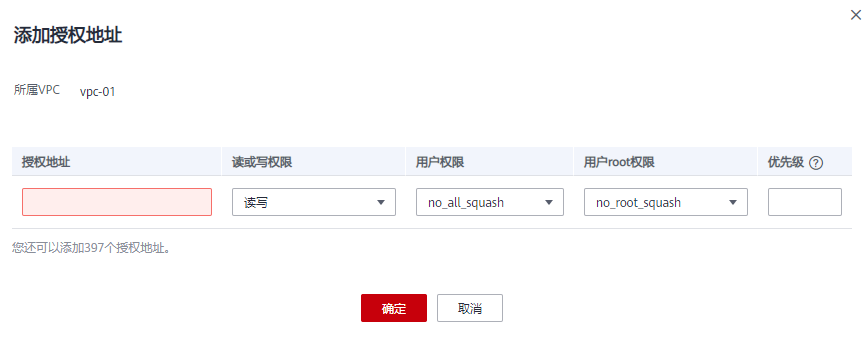 添加授权地址
所属VPC vpc-01
授权地址 读或写权限 用户权限 用户root权限 优先级 ?
读写 no_all_squash no_root_squash
您还可以添加397个授权地址。
确定 取消